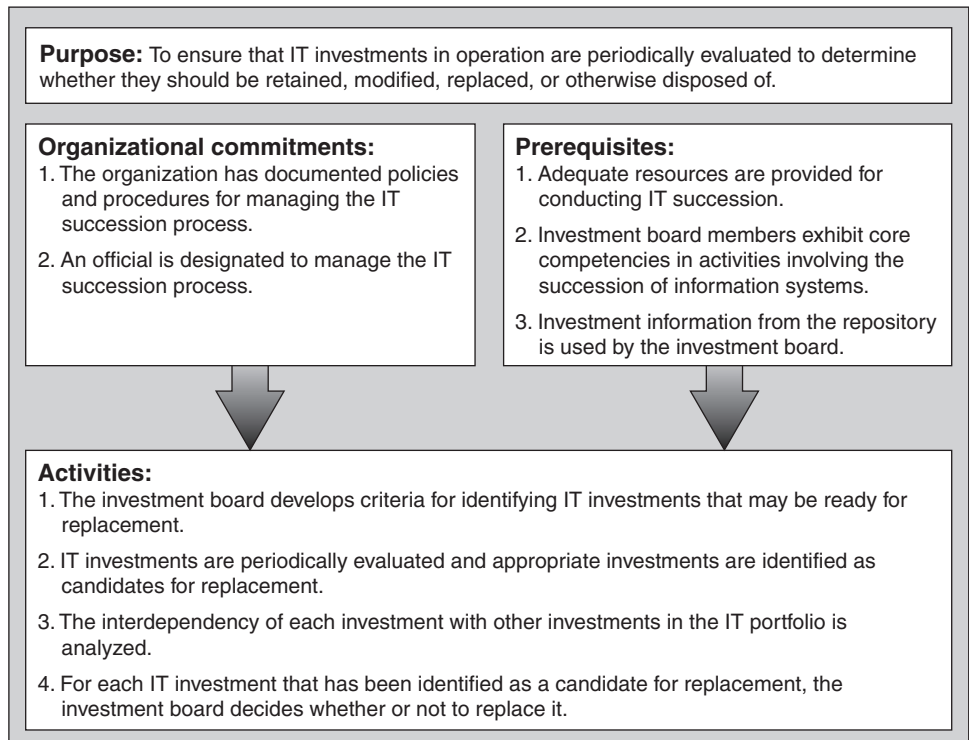 Purpose: To ensure that IT investments in operation are periodically evaluated to determine
whether they should be retained, modified, replaced, or otherwise disposed of.
Organizational commitments:
1. The organization has documented policies
and procedures for managing the IT
succession process.
2. An official is designated to manage the IT
succession process.
Prerequisites:
1. Adequate resources are provided for
conducting IT succession.
2. Investment board members exhibit core
competencies in activities involving the
succession of information systems.
3. Investment information from the repository
is used by the investment board.
Activities:
1. The investment board develops criteria for identifying IT investments that may be ready for
replacement.
2. IT investments are periodically evaluated and appropriate investments are identified as
candidates for replacement.
3. The interdependency of each investment with other investments in the IT portfolio is
analyzed.
4. For each IT investment that has been identified as a candidate for replacement, the
investment board decides whether or not to replace it.